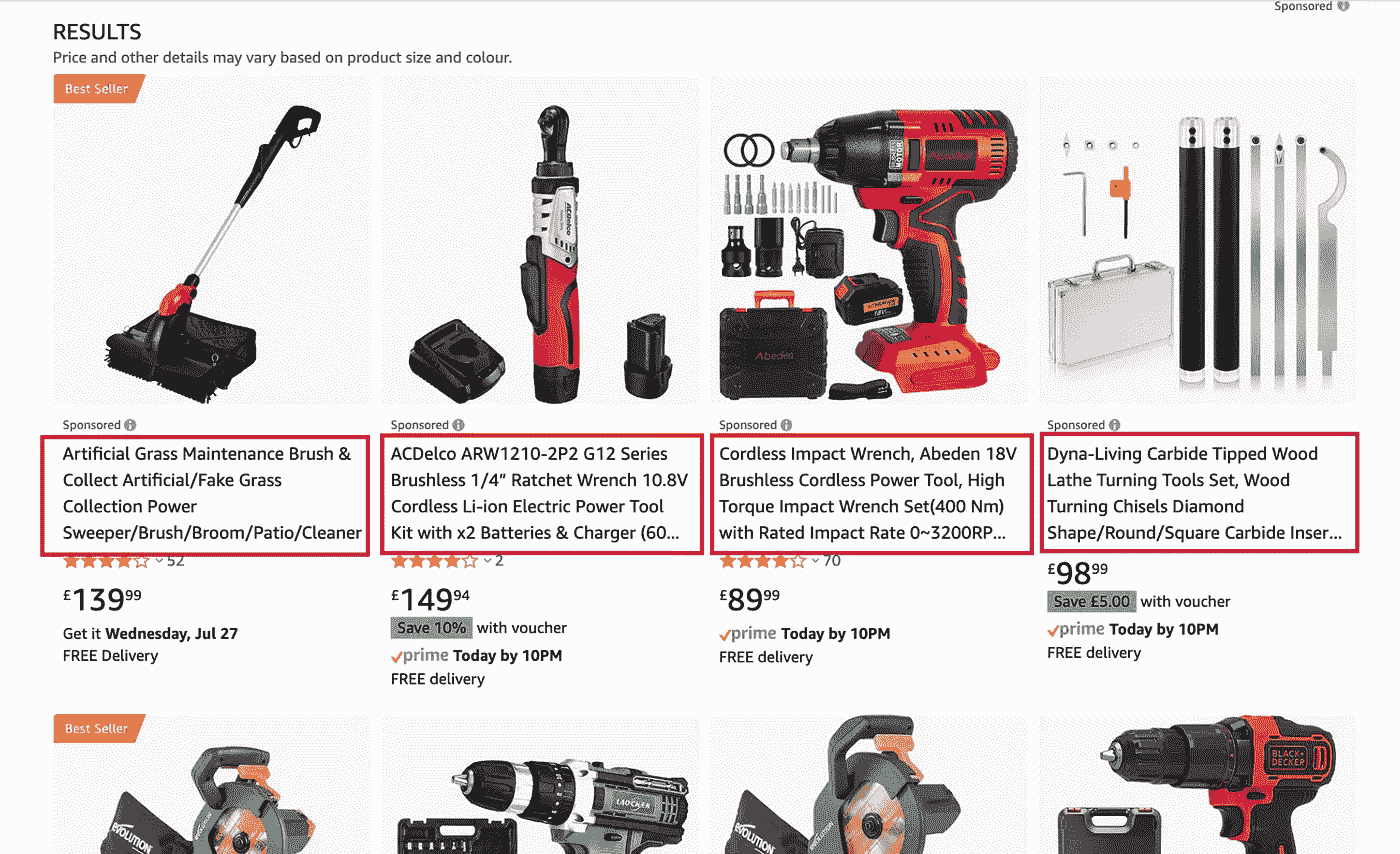 Sponsored
RESULTS
Price and other details may vary based on product size and colour.
Best Seller
ACDelco
MOTOR
Abeden
18V
Abeden
Sponsored
Artificial Grass Maintenance Brush &
Collect Artificial/Fake Grass
Collection Power
Sweeper/Brush/Broom/Patio/Cleaner
52
£139.99
Get it Wednesday, Jul 27
FREE Delivery
Sponsored
ACDelco ARW1210-2P2 G12 Series
Brushless 1/4” Ratchet Wrench 10.8V
Cordless Li-ion Electric Power Tool
Kit with x2 Batteries & Charger (60...
2
£149.94
Save 10% with voucher
prime Today by 10PM
FREE delivery
Sponsored
Cordless Impact Wrench, Abeden 18V
Brushless Cordless Power Tool, High
Torque Impact Wrench Set(400 Nm)
with Rated Impact Rate 0~3200RP...
70
£89.99
prime Today by 10PM
FREE delivery
Sponsored
Dyna-Living Carbide Tipped Wood
Lathe Turning Tools Set, Wood
Turning Chisels Diamond
Shape/Round/Square Carbide Inser...
£98.99
Save £5.00 with voucher
prime Today by 10PM
FREE delivery
Best Seller
EVOLUTION
EVOLUTION
BLACK+
DECKER